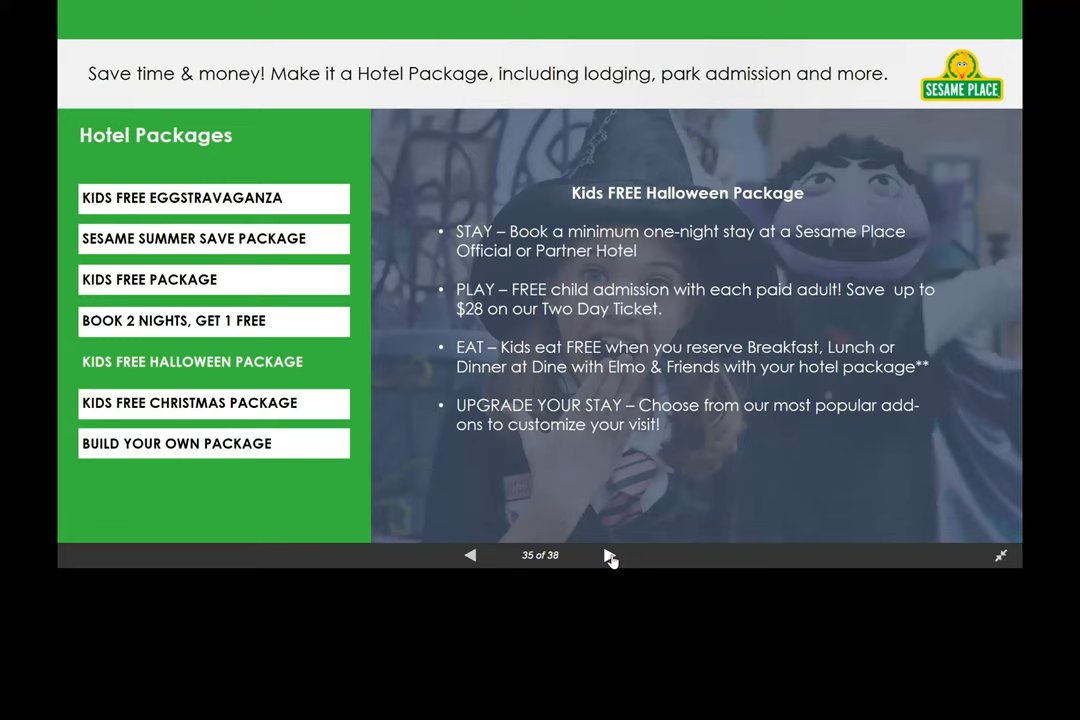 Save time & money! Make it a Hotel Package, including lodging, park admission and more.
SESAME PLACE
Hotel Packages
KIDS FREE EGGSTRAVAGANZA
SESAME SUMMER SAVE PACKAGE
KIDS FREE PACKAGE
BOOK 2 NIGHTS, GET 1 FREE
KIDS FREE HALLOWEEN PACKAGE
KIDS FREE CHRISTMAS PACKAGE
BUILD YOUR OWN PACKAGE
Kids FREE Halloween Package
• STAY – Book a minimum one-night stay at a Sesame Place
Official or Partner Hotel
• PLAY – FREE child admission with each paid adult! Save up to
$28 on our Two Day Ticket.
• EAT – Kids eat FREE when you reserve Breakfast, Lunch or
Dinner at Dine with Elmo & Friends with your hotel package**
• UPGRADE YOUR STAY – Choose from our most popular add-
ons to customize your visit!
35 of 38